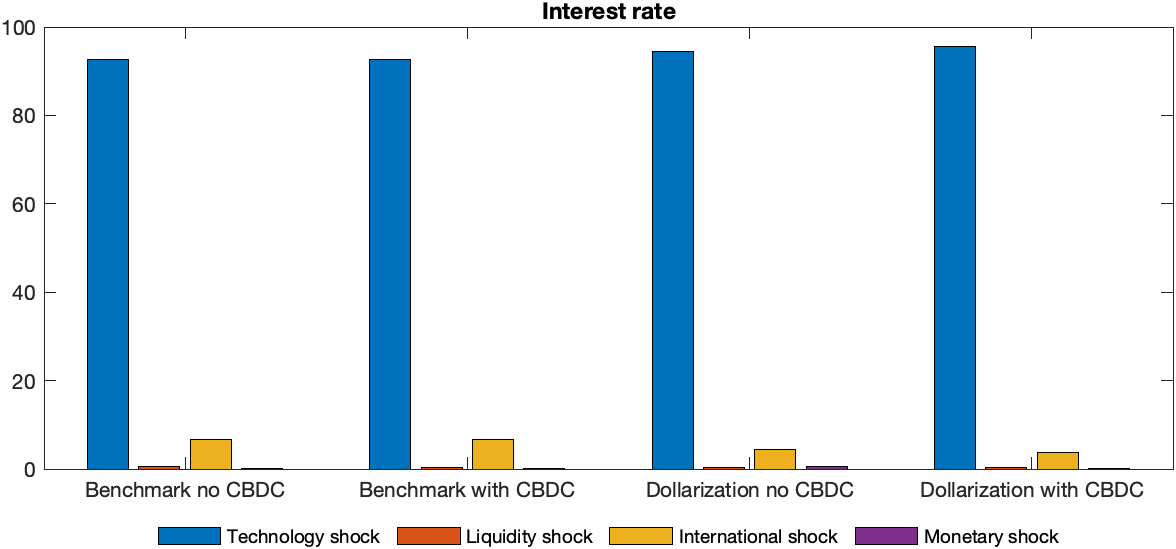 Interest rate
100
80
60
40
20
0
Benchmark no CBDC Benchmark with CBDC Dollarization no CBDC Dollarization with CBDC
Technology shock Liquidity shock International shock Monetary shock